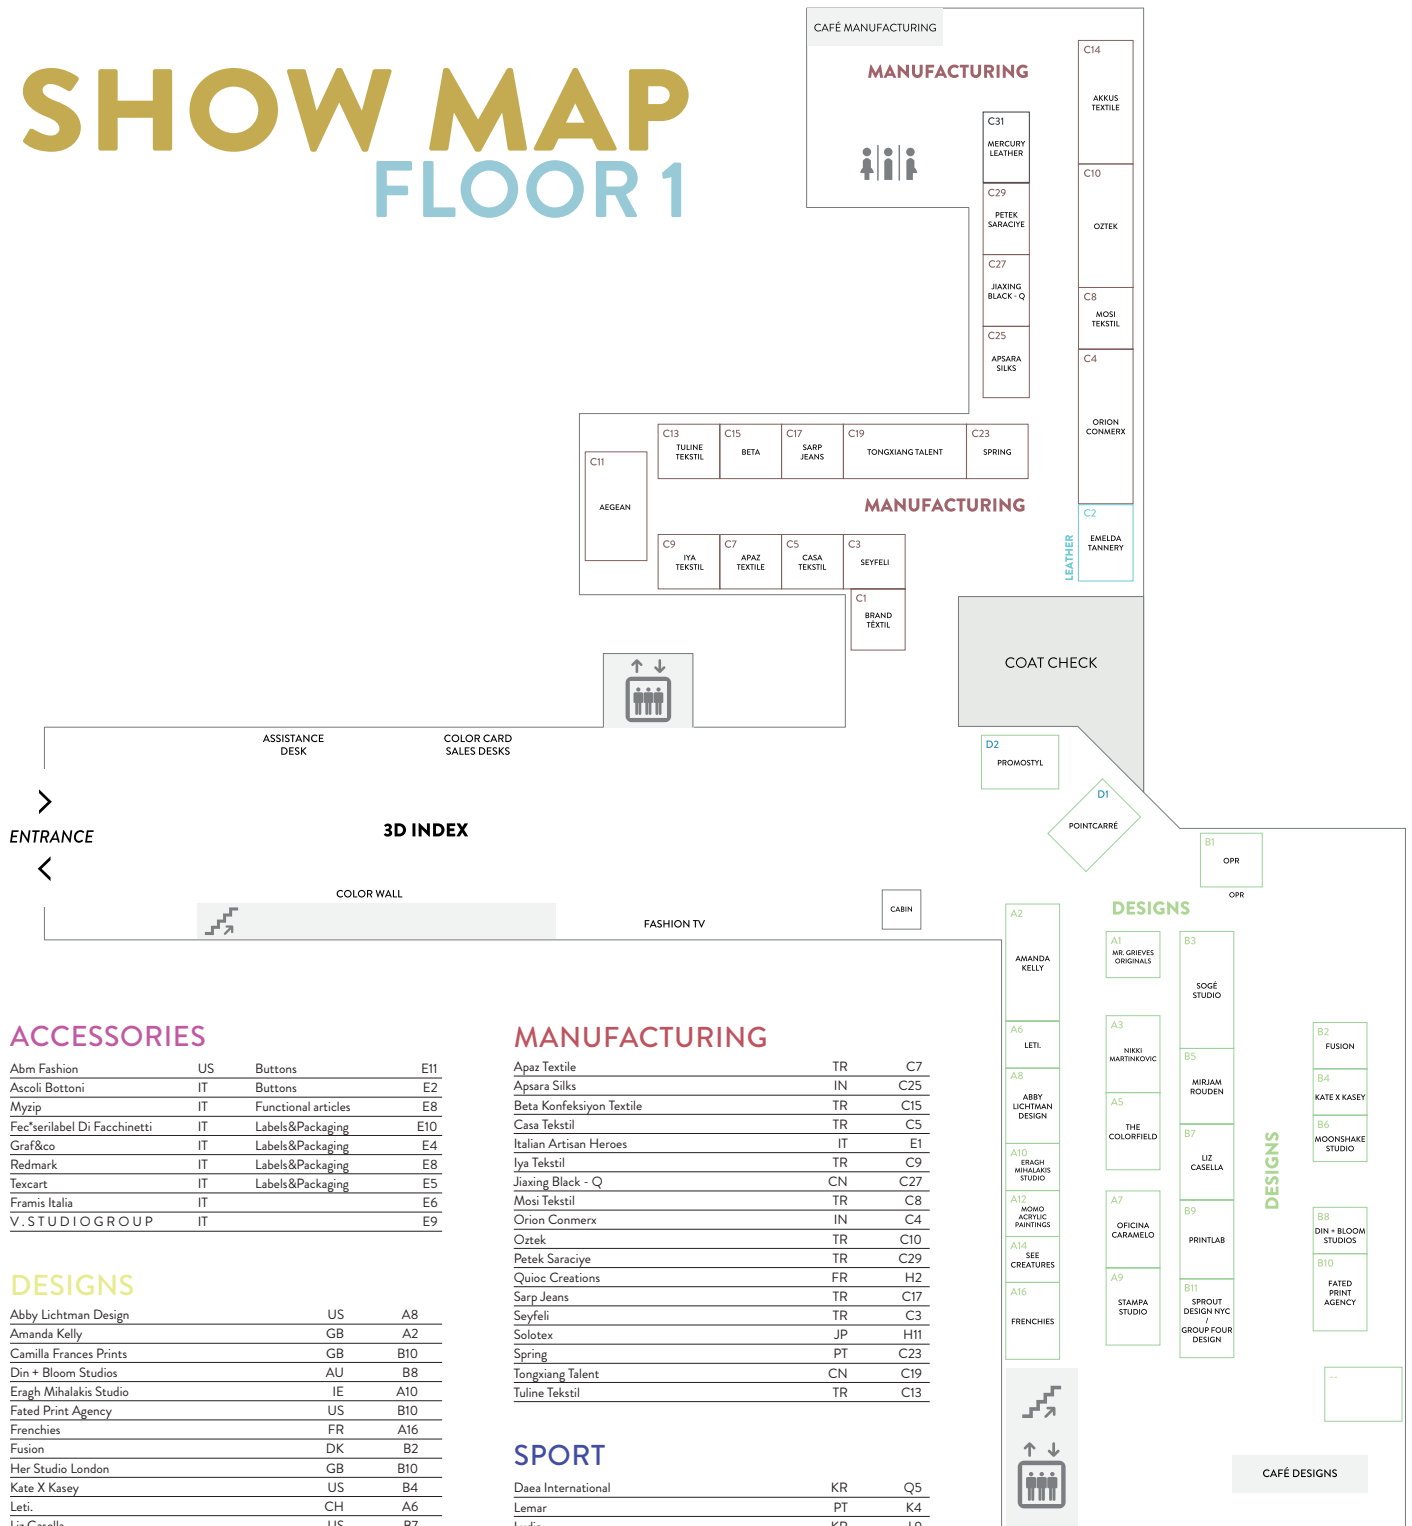 SHOW MAP
FLOOR 1
CAFÉ MANUFACTURING
MANUFACTURING
C14
AKKUS
TEXTILE
C31
MERCURY
LEATHER
C10
OZTEK
C29
PETEK
SARACIYE
C27
JIAXING
BLACK - Q
C8
MOSI
TEKSTIL
C25
APSARA
SILKS
C4
ORION
CONMERX
C13
TULINE
TEKSTIL
C15
BETA
C17
SARP
JEANS
C19
TONGXIANG TALENT
C23
SPRING
C11
AEGEAN
MANUFACTURING
C2
EMELDA
TANNERY
LEATHER
C9
IYA
TEKSTIL
C7
APAZ
TEXTILE
C5
CASA
TEKSTIL
C3
SEYFELI
C1
BRAND
TÊXTIL
COAT CHECK
ASSISTANCE
DESK
COLOR CARD
SALES DESKS
D2
PROMOSTYL
D1
POINTCARRÉ
ENTRANCE
3D INDEX
B1
OPR
OPR
COLOR WALL
FASHION TV
CABIN
DESIGNS
A2
AMANDA
KELLY
A1
MR. GRIEVES
ORIGINALS
B3
SOGÉ
STUDIO
A6
LETI.
A3
NIKKI
MARTINKOVIC
B2
FUSION
B5
MIRJAM
ROUDEN
A8
ABBY
LICHTMAN
DESIGN
B4
KATE X KASEY
A5
THE
COLORFIELD
B6
MOONSHAKE
STUDIO
B7
LIZ
CASELLA
DESIGNS
A10
ERAGH
MIHALAKIS
STUDIO
A12
MOMO
ACRYLIC
PAINTINGS
A7
OFICINA
CARAMELO
B9
PRINTLAB
B8
DIN + BLOOM
STUDIOS
A14
SEE
CREATURES
B10
FATED
PRINT
AGENCY
A9
STAMPA
STUDIO
B11
SPROUT
DESIGN NYC
/
GROUP FOUR
DESIGN
A16
FRENCHIES
--
CAFÉ DESIGNS
ACCESSORIES
Abm Fashion US Buttons E11
Ascoli Bottoni IT Buttons E2
Myzip IT Functional articles E8
Fec*serilabel Di Facchinetti IT Labels&Packaging E10
Graf&co IT Labels&Packaging E4
Redmark IT Labels&Packaging E8
Texcart IT Labels&Packaging E5
Framis Italia IT E6
V.STUDIOGROUP IT E9
DESIGNS
Abby Lichtman Design US A8
Amanda Kelly GB A2
Camilla Frances Prints GB B10
Din + Bloom Studios AU B8
Eragh Mihalakis Studio IE A10
Fated Print Agency US B10
Frenchies FR A16
Fusion DK B2
Her Studio London GB B10
Kate X Kasey US B4
Leti. CH A6
Liz Casella US B7
MANUFACTURING
Apaz Textile TR C7
Apsara Silks IN C25
Beta Konfeksiyon Textile TR C15
Casa Tekstil TR C5
Italian Artisan Heroes IT E1
Iya Tekstil TR C9
Jiaxing Black - Q CN C27
Mosi Tekstil TR C8
Orion Conmerx IN C4
Oztek TR C10
Petek Saraciye TR C29
Quioc Creations FR H2
Sarp Jeans TR C17
Seyfeli TR C3
Solotex JP H11
Spring PT C23
Tongxiang Talent CN C19
Tuline Tekstil TR C13
SPORT
Daea International KR Q5
Lemar PT K4